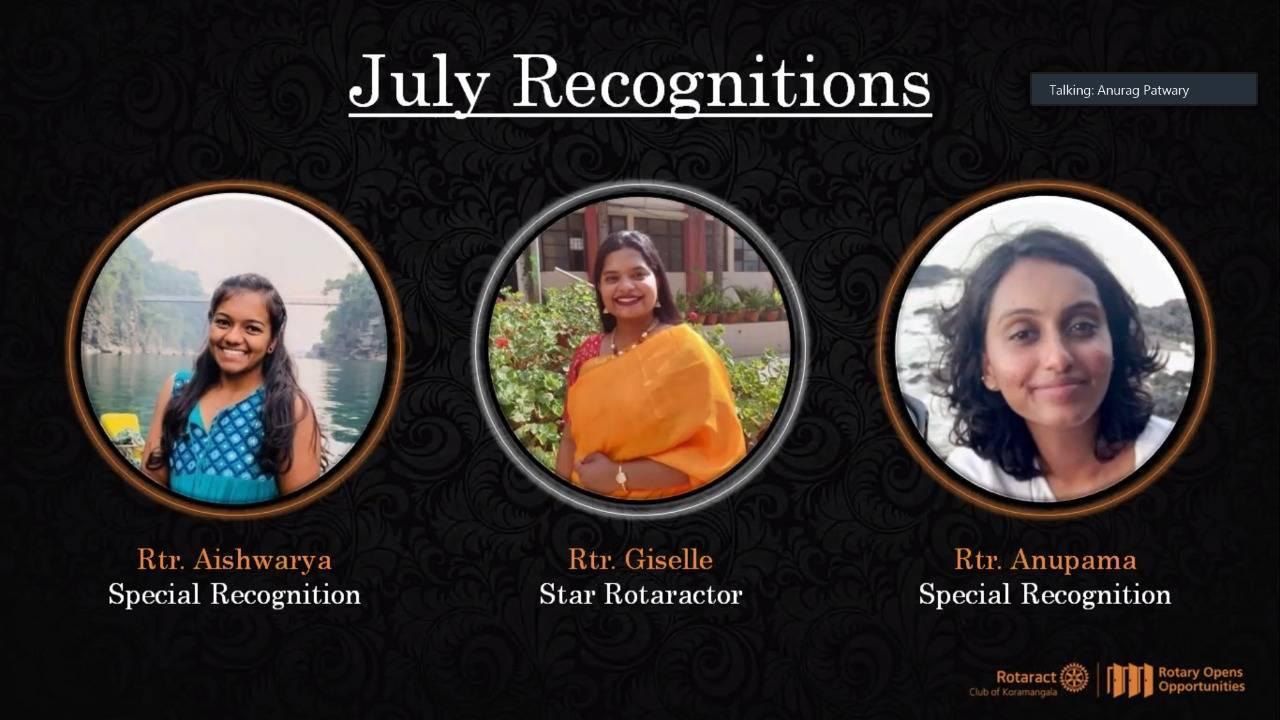 July Recognitions
Talking: Anurag Patwary
Rtr. Aishwarya
Special Recognition
Rtr. Giselle
Star Rotaractor
Rtr. Anupama
Special Recognition
Rotaract
Club of Koramangala
Rotary Opens
Opportunities